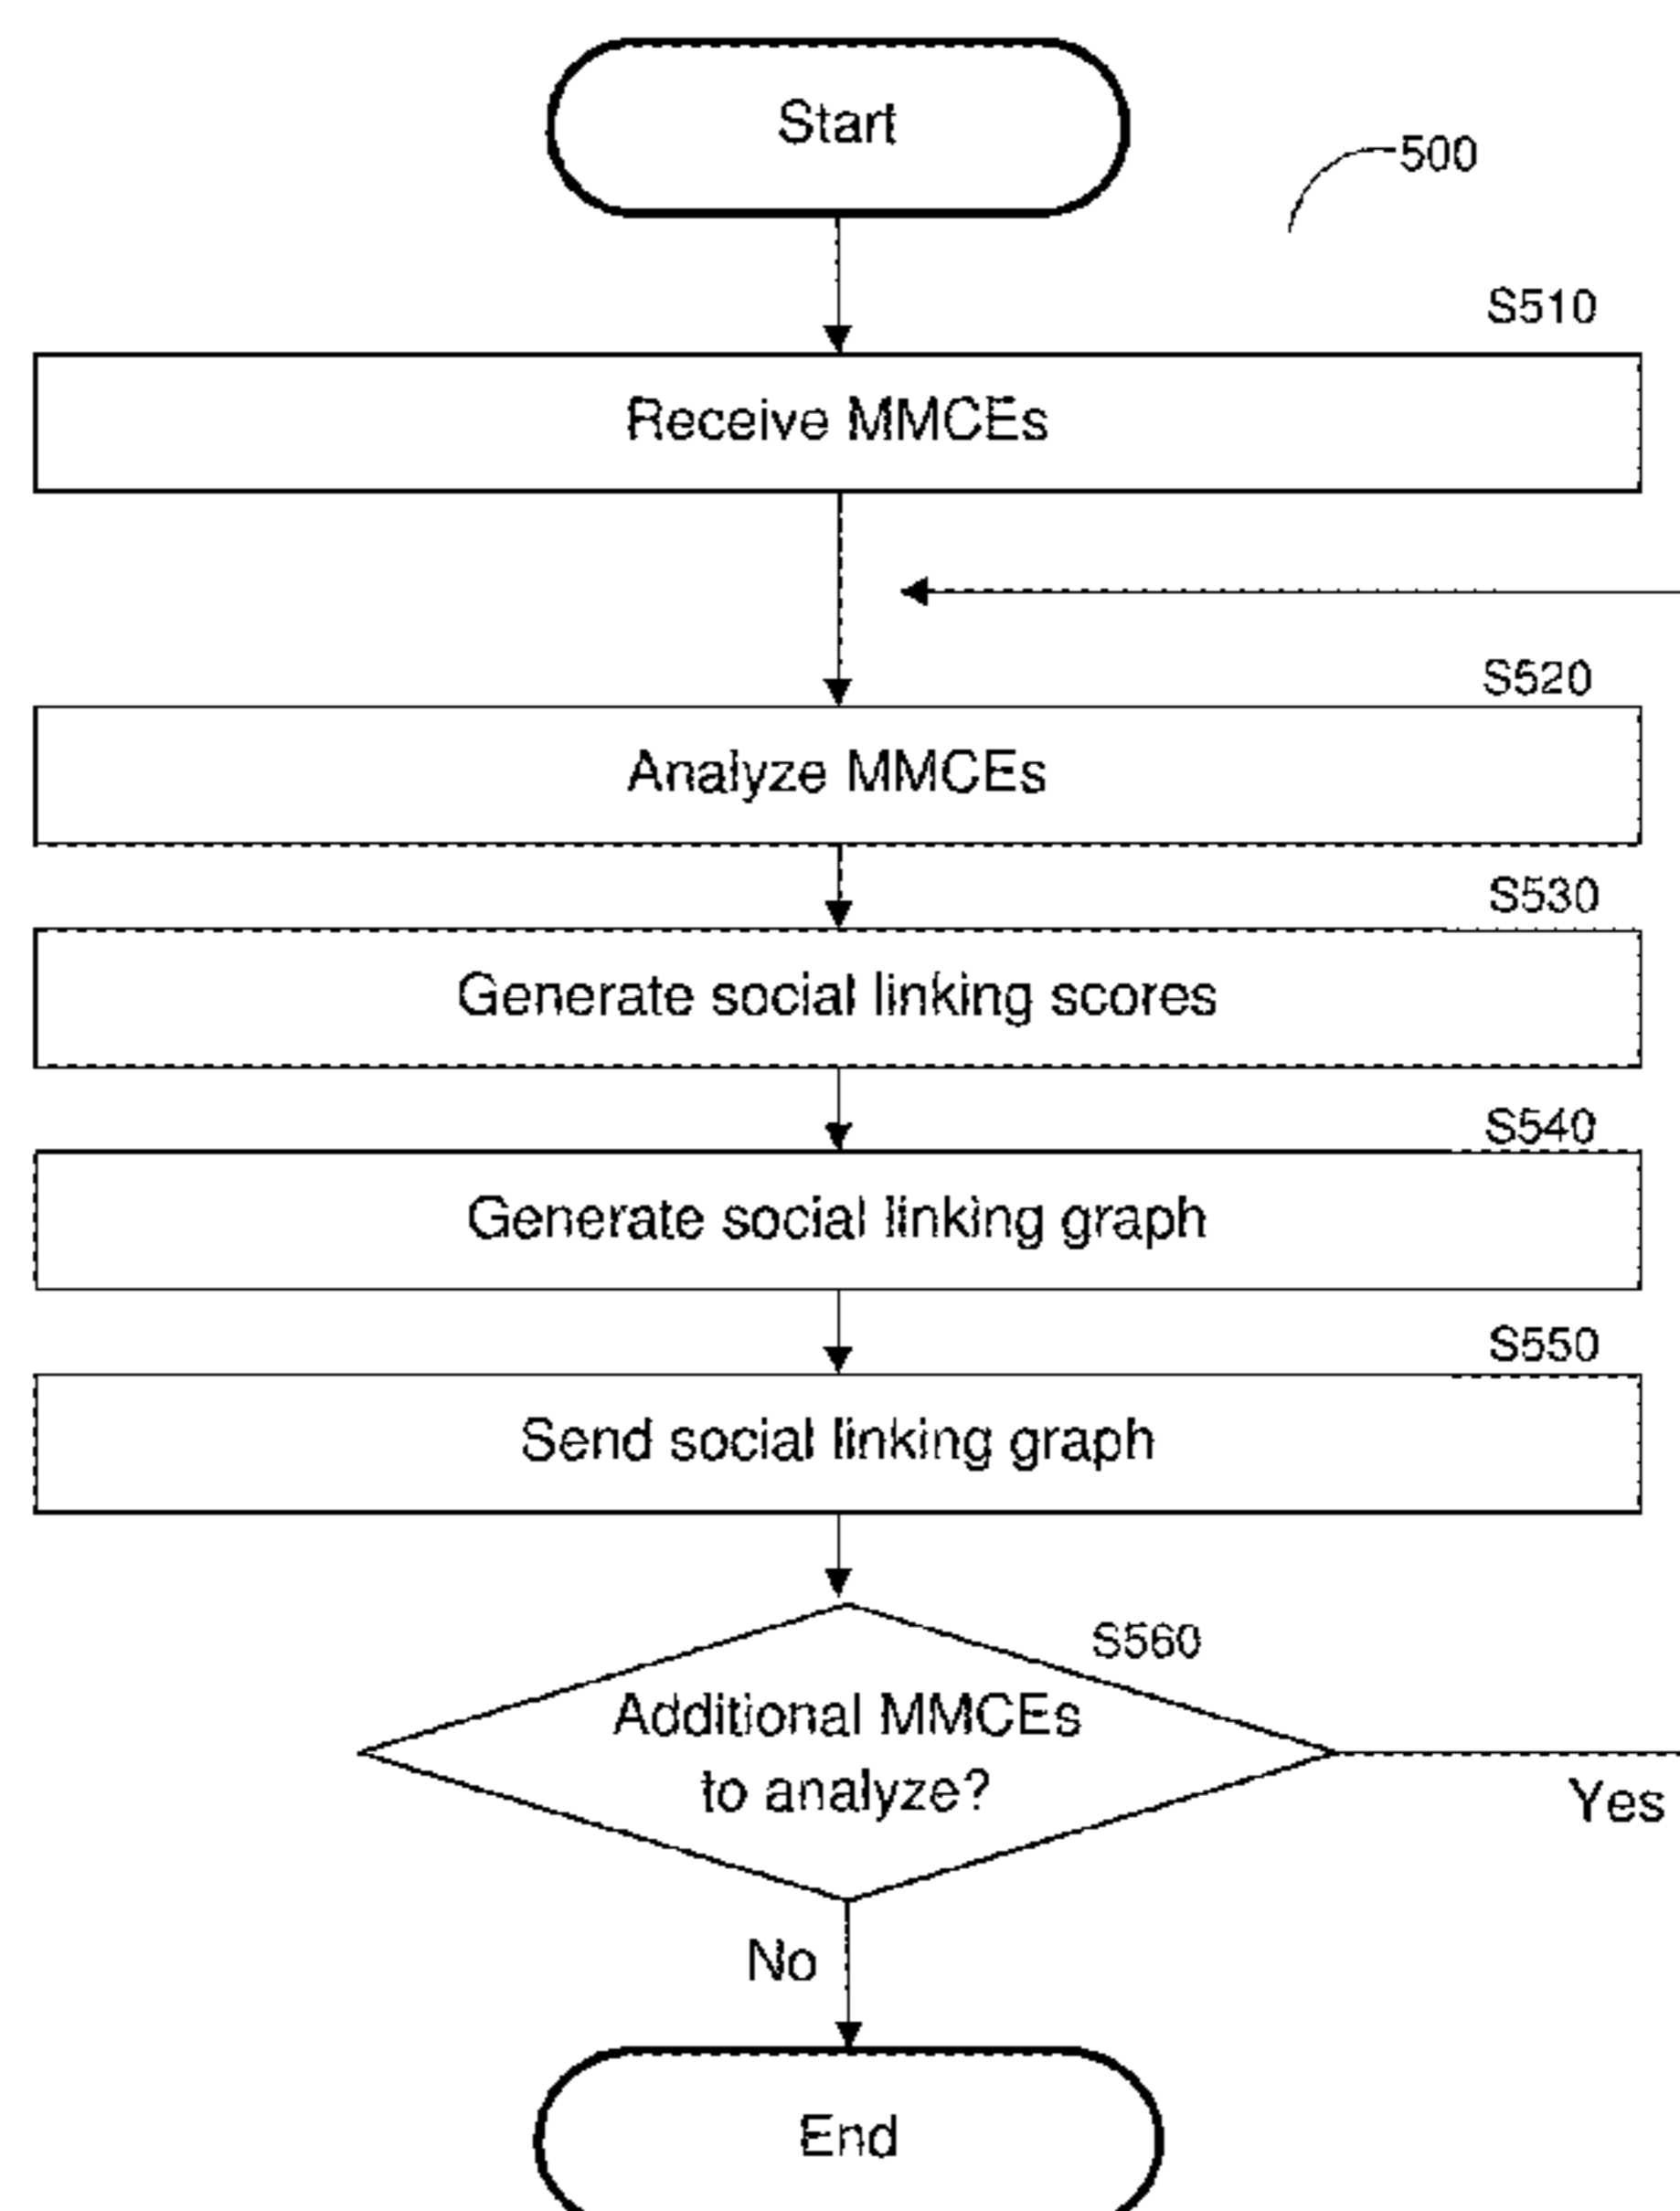 Start
500
S510
Receive MMCEs
S520
Analyze MMCEs
S530
Generate social linking scores
S540
Generate social linking graph
S550
Send social linking graph
S560
Additional MMCEs
to analyze?
Yes
No
End